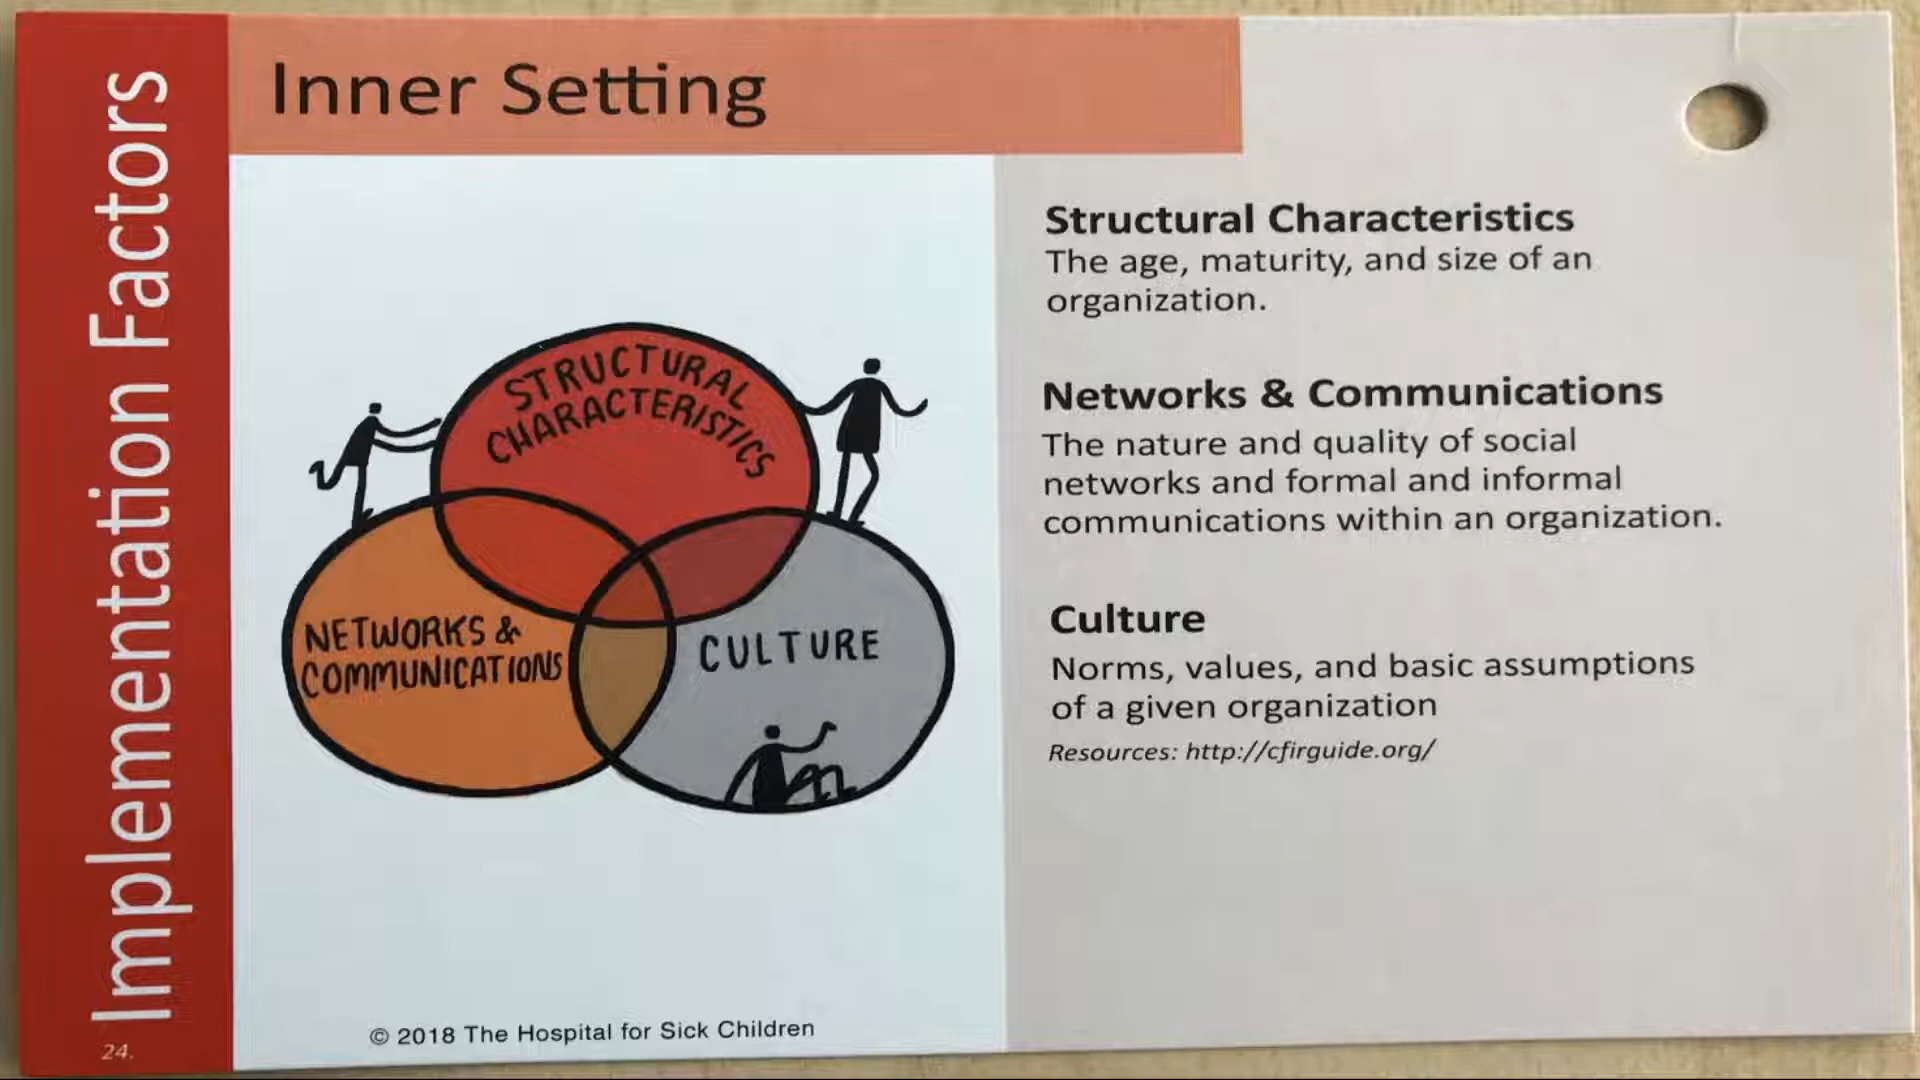 Implementation Factors
Inner Setting
STRUCTURAL
CHARACTERISTICS
NETWORKS &
COMMUNICATIONS
CULTURE
Structural Characteristics
The age, maturity, and size of an
organization.
Networks & Communications
The nature and quality of social
networks and formal and informal
communications within an organization.
Culture
Norms, values, and basic assumptions
of a given organization
Resources: http://cfirguide.org/
© 2018 The Hospital for Sick Children
24.